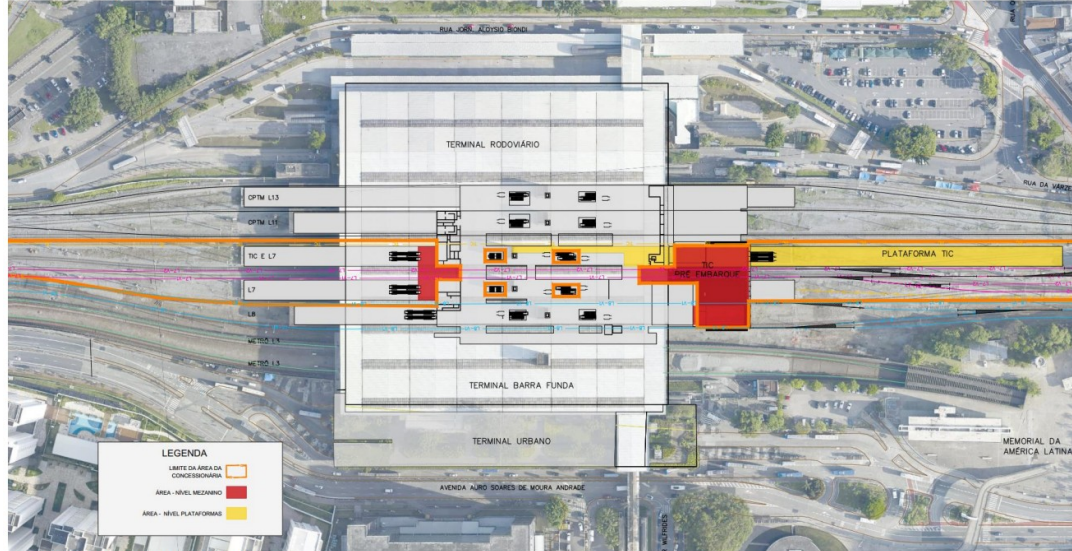 RUA JORN. ALOYSIO BIONDI
TERMINAL RODOVIÁRIO
CPTM L13
CPTM L11
RUA DA VÁRZE
TIC E L7
TIC
PRÉ EMBARQUE
PLATAFORMA TIC
L7
L8
METRÔ L3
METRÔ L3
TERMINAL BARRA FUNDA
TERMINAL URBANO
MEMORIAL DA
AMÉRICA LATINA
AVENIDA AURO SOARES DE MOURA ANDRADE
LEGENDA
LIMITE DA ÁREA DA
CONCESSIONÁRIA
ÁREA - NÍVEL MEZANINO
ÁREA - NÍVEL PLATAFORMAS